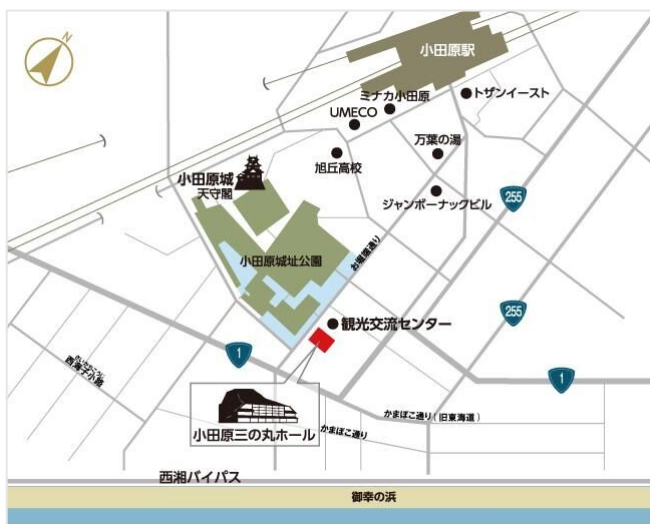 N
小田原駅
ミナカ小田原
トザンイースト
UMECO
旭丘高校
万葉の湯
小田原城
天守閣
ジャンボーナックビル
255
小田原城址公園
お堀端通り
255
観光交流センター
1
1
西海子小路
小田原三の丸ホール
かまぼこ通り(旧東海道)
かまぼこ通り
西湘バイパス
御幸の浜